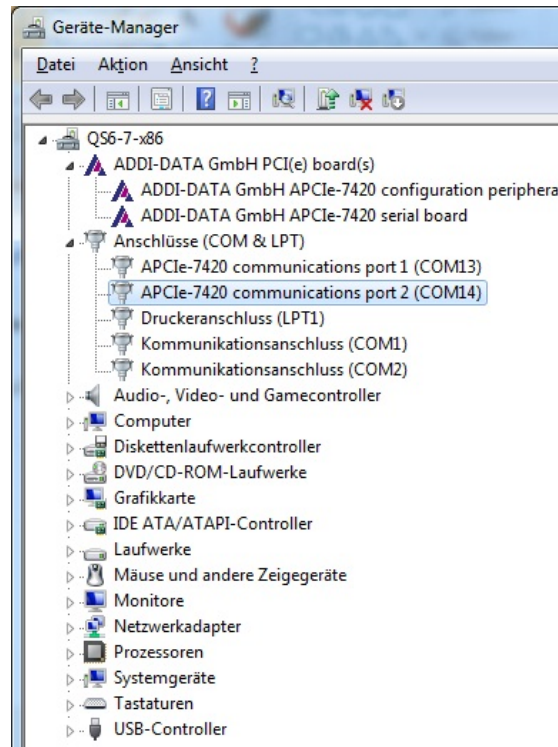 Geräte-Manager
Datei Aktion Ansicht ?
QS6-7-x86
ADDI-DATA GmbH PCI(e) board(s)
ADDI-DATA GmbH APCIe-7420 configuration periphera
ADDI-DATA GmbH APCIe-7420 serial board
Anschlüsse (COM & LPT)
APCIe-7420 communications port 1 (COM13)
APCIe-7420 communications port 2 (COM14)
Druckeranschluss (LPT1)
Kommunikationsanschluss (COM1)
Kommunikationsanschluss (COM2)
Audio-, Video- und Gamecontroller
Computer
Diskettenlaufwerkcontroller
DVD/CD-ROM-Laufwerke
Grafikkarte
IDE ATA/ATAPI-Controller
Laufwerke
Mäuse und andere Zeigegeräte
Monitore
Netzwerkadapter
Prozessoren
Systemgeräte
Tastaturen
USB-Controller